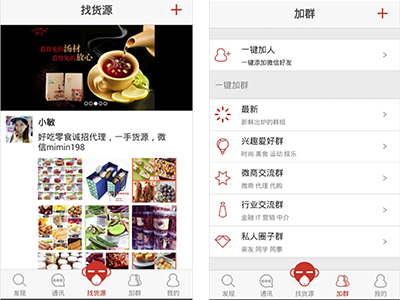 找货源
看得见的汤材
看得见的放心
小敏
好吃零食诚招代理，一手货源，微
信mimin198
发现
通讯
找货源
加群
我的
加群
一键加人
一键添加微信好友
一键加群
最新
新鲜出炉的群组
兴趣爱好群
时尚 美食 运动 娱乐
微商交流群
微商 代理 代购
行业交流群
金融 IT 营销 中介
私人圈子群
亲友 同学 同事
发现
通讯
找货源
加群
我的